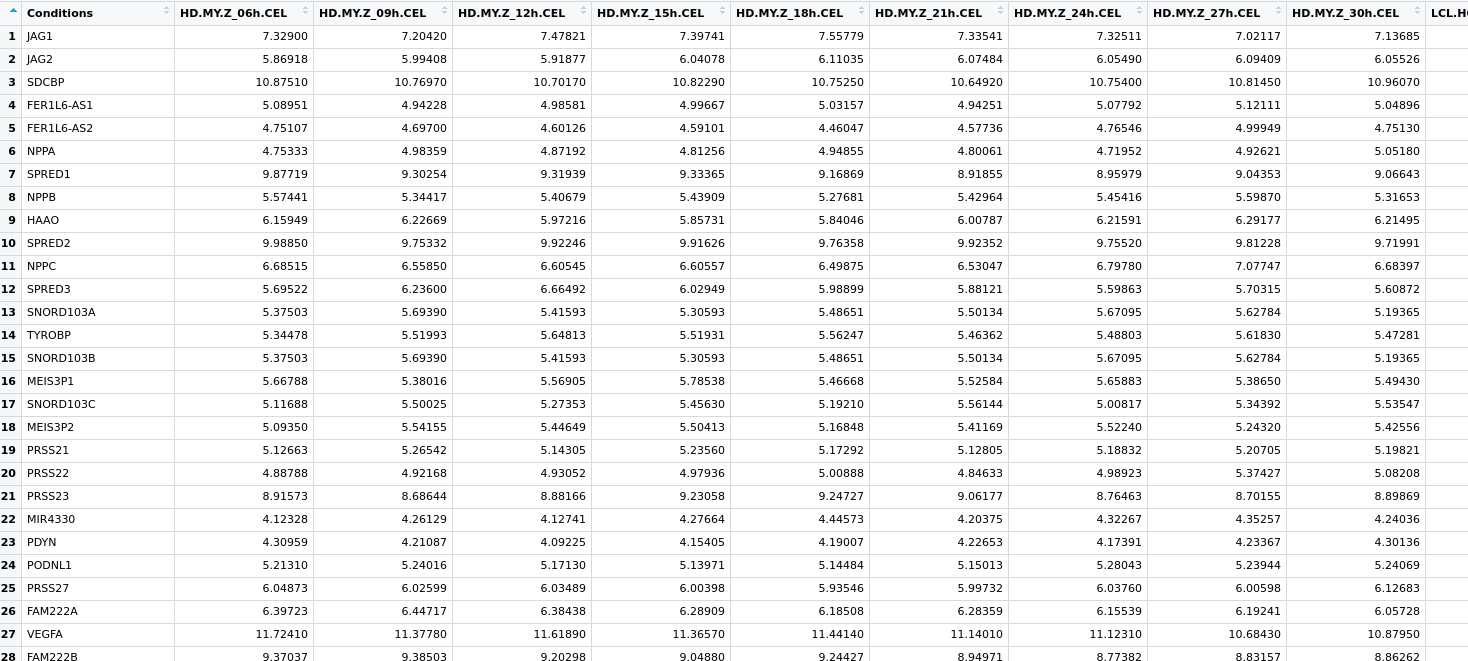 Conditions HD.MY.Z_06h.CEL HD.MY.Z_09h.CEL HD.MY.Z_12h.CEL HD.MY.Z_15h.CEL HD.MY.Z_18h.CEL HD.MY.Z_21h.CEL HD.MY.Z_24h.CEL HD.MY.Z_27h.CEL HD.MY.Z_30h.CEL
1 JAG1 7.32900 7.20420 7.47821 7.39741 7.55779 7.33541 7.32511 7.02117 7.13685
2 JAG2 5.86918 5.99408 5.91877 6.04078 6.11035 6.07484 6.05490 6.09409 6.05526
3 SDCBP 10.87510 10.76970 10.70170 10.82290 10.75250 10.64920 10.75400 10.81450 10.96070
4 FER1L6-AS1 5.08951 4.94228 4.98581 4.99667 5.03157 4.94251 5.07792 5.12111 5.04896
5 FER1L6-AS2 4.75107 4.69700 4.60126 4.59101 4.46047 4.57736 4.76546 4.99949 4.75130
6 NPPA 4.75333 4.98359 4.87192 4.81256 4.94855 4.80061 4.71952 4.92621 5.05180
7 SPRED1 9.87719 9.30254 9.31939 9.33365 9.16869 8.91855 8.95979 9.04353 9.06643
8 NPPB 5.57441 5.34417 5.40679 5.43909 5.27681 5.42964 5.45416 5.59870 5.31653
9 HAAO 6.15949 6.22669 5.97216 5.85731 5.84046 6.00787 6.21591 6.29177 6.21495
10 SPRED2 9.98850 9.75332 9.92246 9.91626 9.76358 9.92352 9.75520 9.81228 9.71991
11 NPPC 6.68515 6.55850 6.60545 6.60557 6.49875 6.53047 6.79780 7.07747 6.68397
12 SPRED3 5.69522 6.23600 6.66492 6.02949 5.98899 5.88121 5.59863 5.70315 5.60872
13 SNORD103A 5.37503 5.69390 5.41593 5.30593 5.48651 5.50134 5.67095 5.62784 5.19365
14 TYROBP 5.34478 5.51993 5.64813 5.51931 5.56247 5.46362 5.48803 5.61830 5.47281
15 SNORD103B 5.37503 5.69390 5.41593 5.30593 5.48651 5.50134 5.67095 5.62784 5.19365
16 MEIS3P1 5.66788 5.38016 5.56905 5.78538 5.46668 5.52584 5.65883 5.38650 5.49430
17 SNORD103C 5.11688 5.50025 5.27353 5.45630 5.19210 5.56144 5.00817 5.34392 5.53547
18 MEIS3P2 5.09350 5.54155 5.44649 5.50413 5.16848 5.41169 5.52240 5.24320 5.42556
19 PRSS21 5.12663 5.26542 5.14305 5.23560 5.17292 5.12805 5.18832 5.20705 5.19821
20 PRSS22 4.88788 4.92168 4.93052 4.97936 5.00888 4.84633 4.98923 5.37427 5.08208
21 PRSS23 8.91573 8.68644 8.88166 9.23058 9.24727 9.06177 8.76463 8.70155 8.89869
22 MIR4330 4.12328 4.26129 4.12741 4.27664 4.44573 4.20375 4.32267 4.35257 4.24036
23 PDYN 4.30959 4.21087 4.09225 4.15405 4.19007 4.22653 4.17391 4.23367 4.30136
24 PODNL1 5.21310 5.24016 5.17130 5.13971 5.14484 5.15013 5.28043 5.23944 5.24069
25 PRSS27 6.04873 6.02599 6.03489 6.00398 5.93546 5.99732 6.03760 6.00598 6.12683
26 FAM222A 6.39723 6.44717 6.38438 6.28909 6.18508 6.28359 6.15539 6.19241 6.05728
27 VEGFA 11.72410 11.37780 11.61890 11.36570 11.44140 11.14010 11.12310 10.68430 10.87950
28 FAM222B 9.37037 9.38503 9.20298 9.04880 9.24427 8.94971 8.77382 8.83157 8.86262